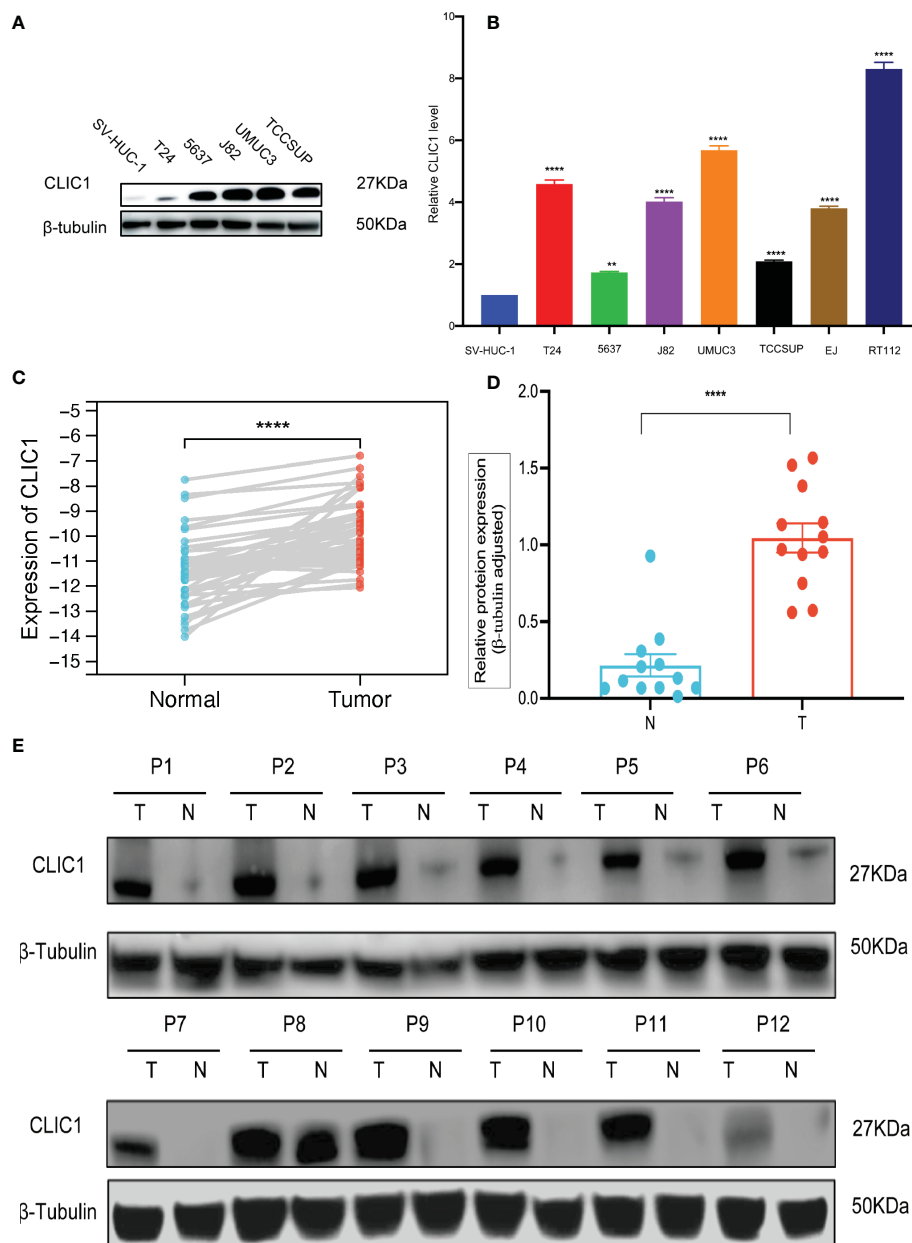 A
SV-HUC-1 T24 5637 J82 UMUC3 TCCSUP
CLIC1 27KDa
β-tubulin 50KDa
B
Relative CLIC1 level
10
8
6
4
2
0
**** ** **** **** **** **** ****
SV-HUC-1 T24 5637 J82 UMUC3 TCCSUP EJ RT112
C
Expression of CLIC1
−5
−6
−7
−8
−9
−10
−11
−12
−13
−14
−15
****
Normal Tumor
D
Relative proteion expression
(β-tubulin adjusted)
2.0
1.5
1.0
0.5
0.0
****
N T
E
P1 P2 P3 P4 P5 P6
T N T N T N T N T N T N
CLIC1 27KDa
β-Tubulin 50KDa
P7 P8 P9 P10 P11 P12
T N T N T N T N T N T N
CLIC1 27KDa
β-Tubulin 50KDa